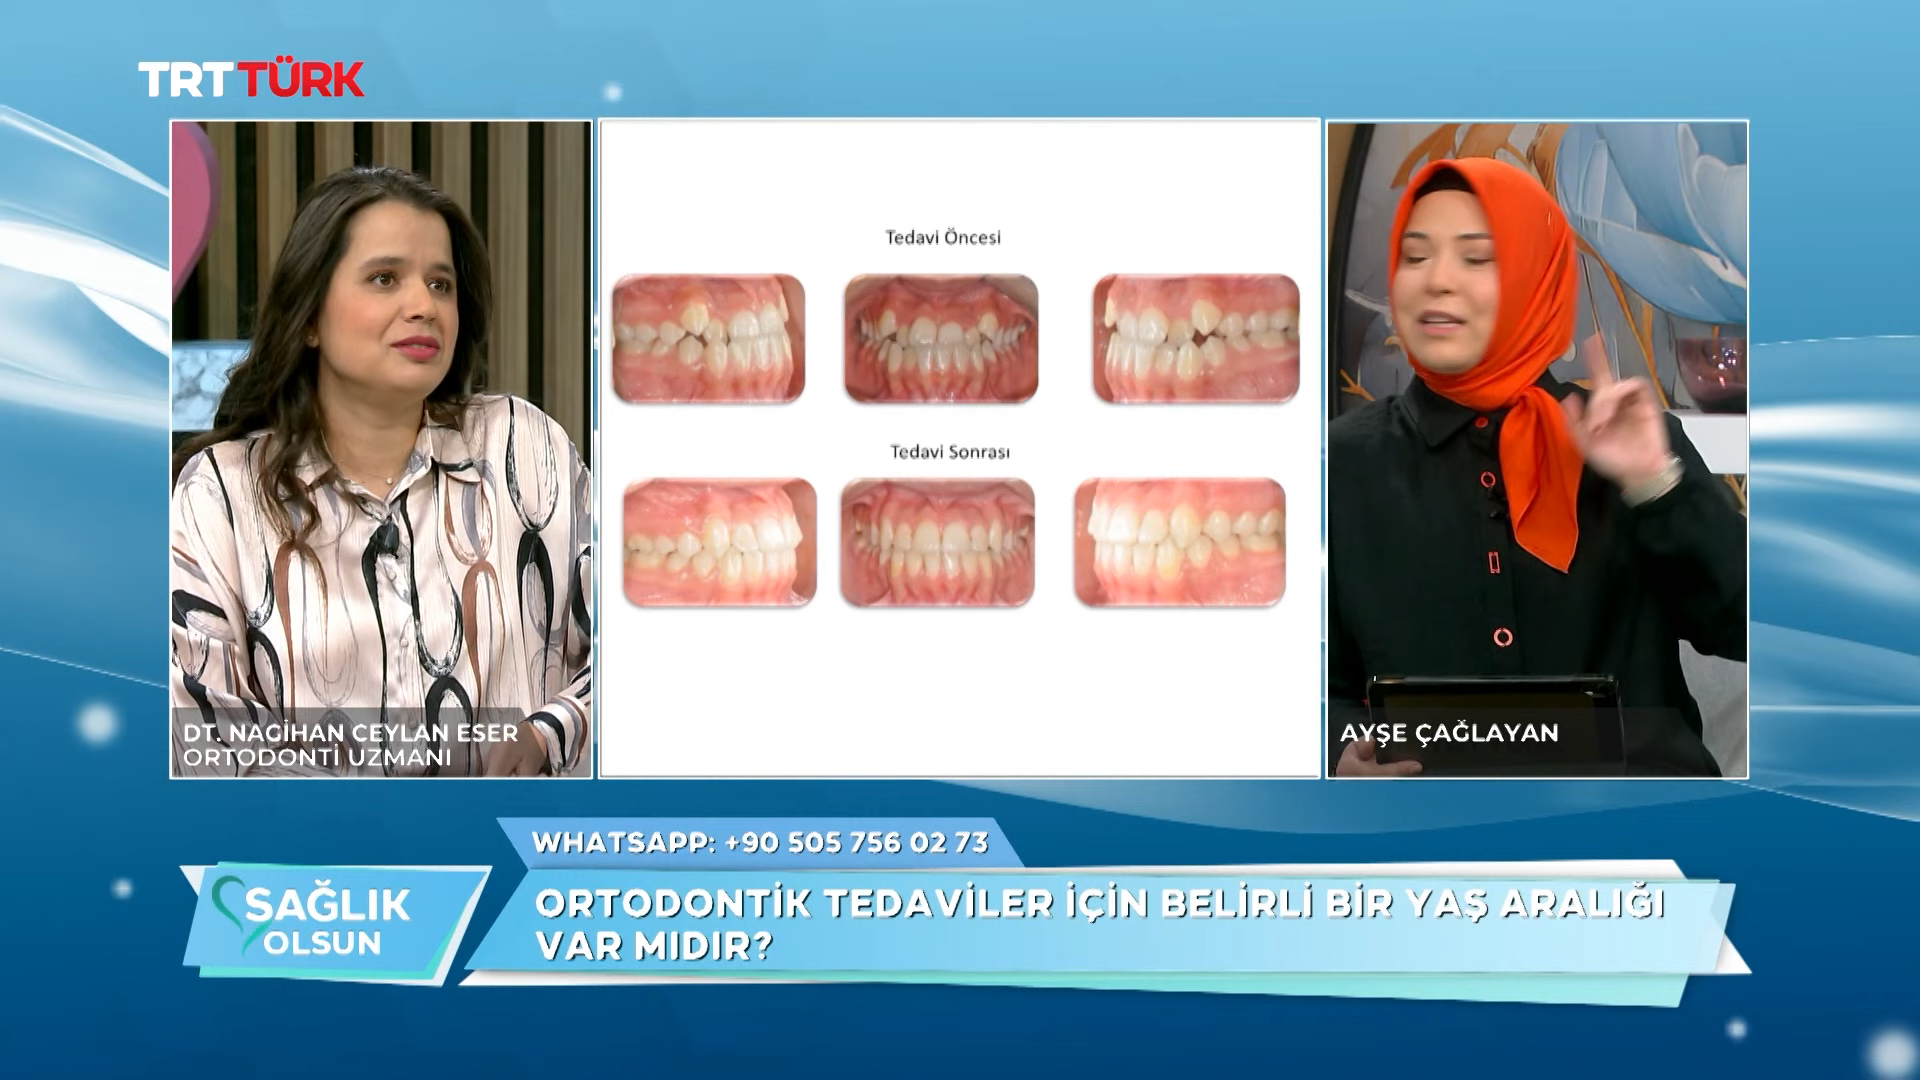 TRT TÜRK
Tedavi Öncesi
Tedavi Sonrası
DT. NAGİHAN CEYLAN ESER
ORTODONTİ UZMANI
AYŞE ÇAĞLAYAN
WHATSAPP: +90 505 756 02 73
SAĞLIK
OLSUN
ORTODONTİK TEDAVİLER İÇİN BELİRLİ BİR YAŞ ARALIĞI
VAR MIDIR?